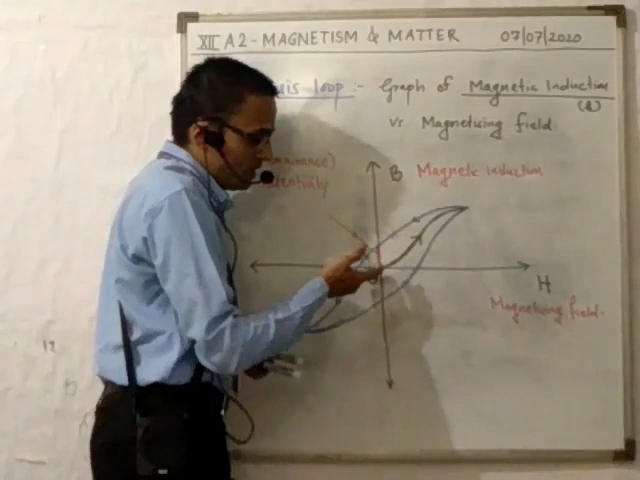 XII A2 - MAGNETISM & MATTER 07/07/2020
loop :- Graph of Magnetic Induction
(B)
vs Magnetising field
B Magnetic induction
H
Magnetising field.
12